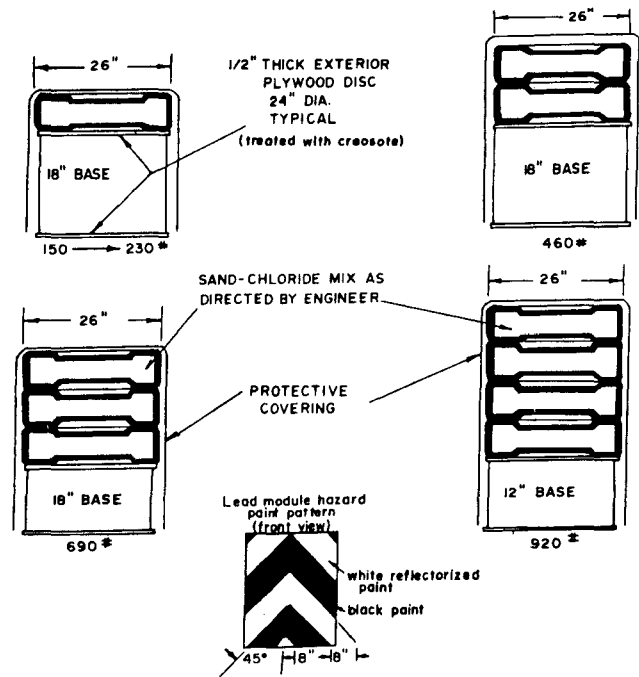 26"
1/2" THICK EXTERIOR
PLYWOOD DISC
24" DIA.
TYPICAL
(treated with creosote)
26"
18" BASE
18" BASE
150 → 230#
460#
SAND-CHLORIDE MIX AS
DIRECTED BY ENGINEER
26"
26"
PROTECTIVE
COVERING
18" BASE
12" BASE
690#
920#
Lead module hazard
paint pattern
(front view)
white reflectorized
paint
black paint
45°
8"
8"